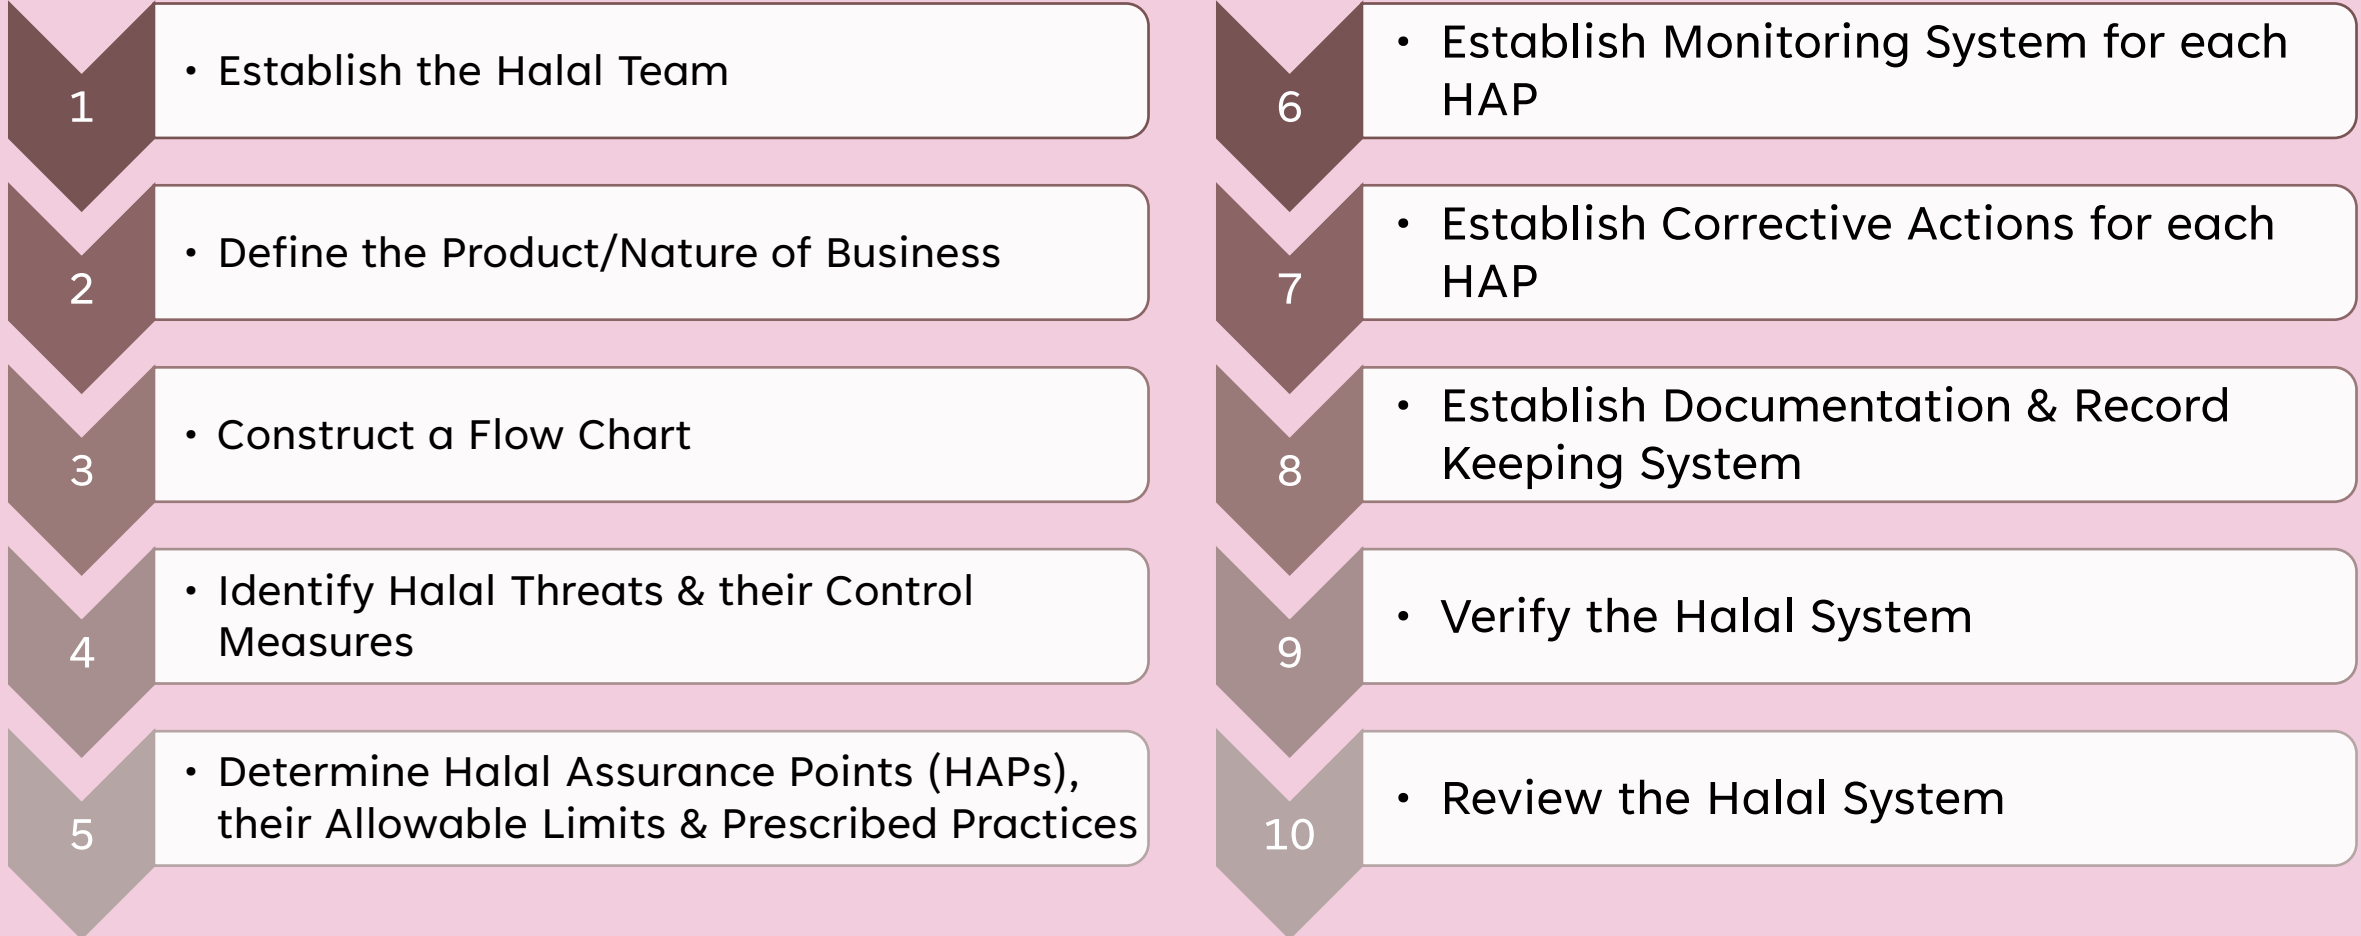 1
• Establish the Halal Team
2
• Define the Product/Nature of Business
3
• Construct a Flow Chart
4
• Identify Halal Threats & their Control
Measures
5
• Determine Halal Assurance Points (HAPs),
their Allowable Limits & Prescribed Practices
6
• Establish Monitoring System for each
HAP
7
• Establish Corrective Actions for each
HAP
8
• Establish Documentation & Record
Keeping System
9
• Verify the Halal System
10
• Review the Halal System